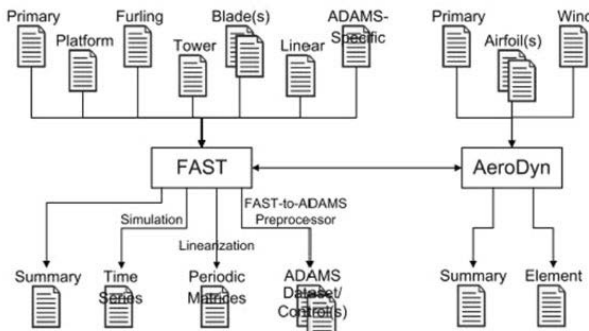 Primary
Platform
Furling
Tower
Blade(s)
Linear
ADAMS-
Specific
Primary
Airfoil(s)
Wind
FAST
AeroDyn
Simulation
Linearization
FAST-to-ADAMS
Preprocessor
Summary
Time
Series
Periodic
Matrices
ADAMS
Dataset/
Control(s)
Summary
Element